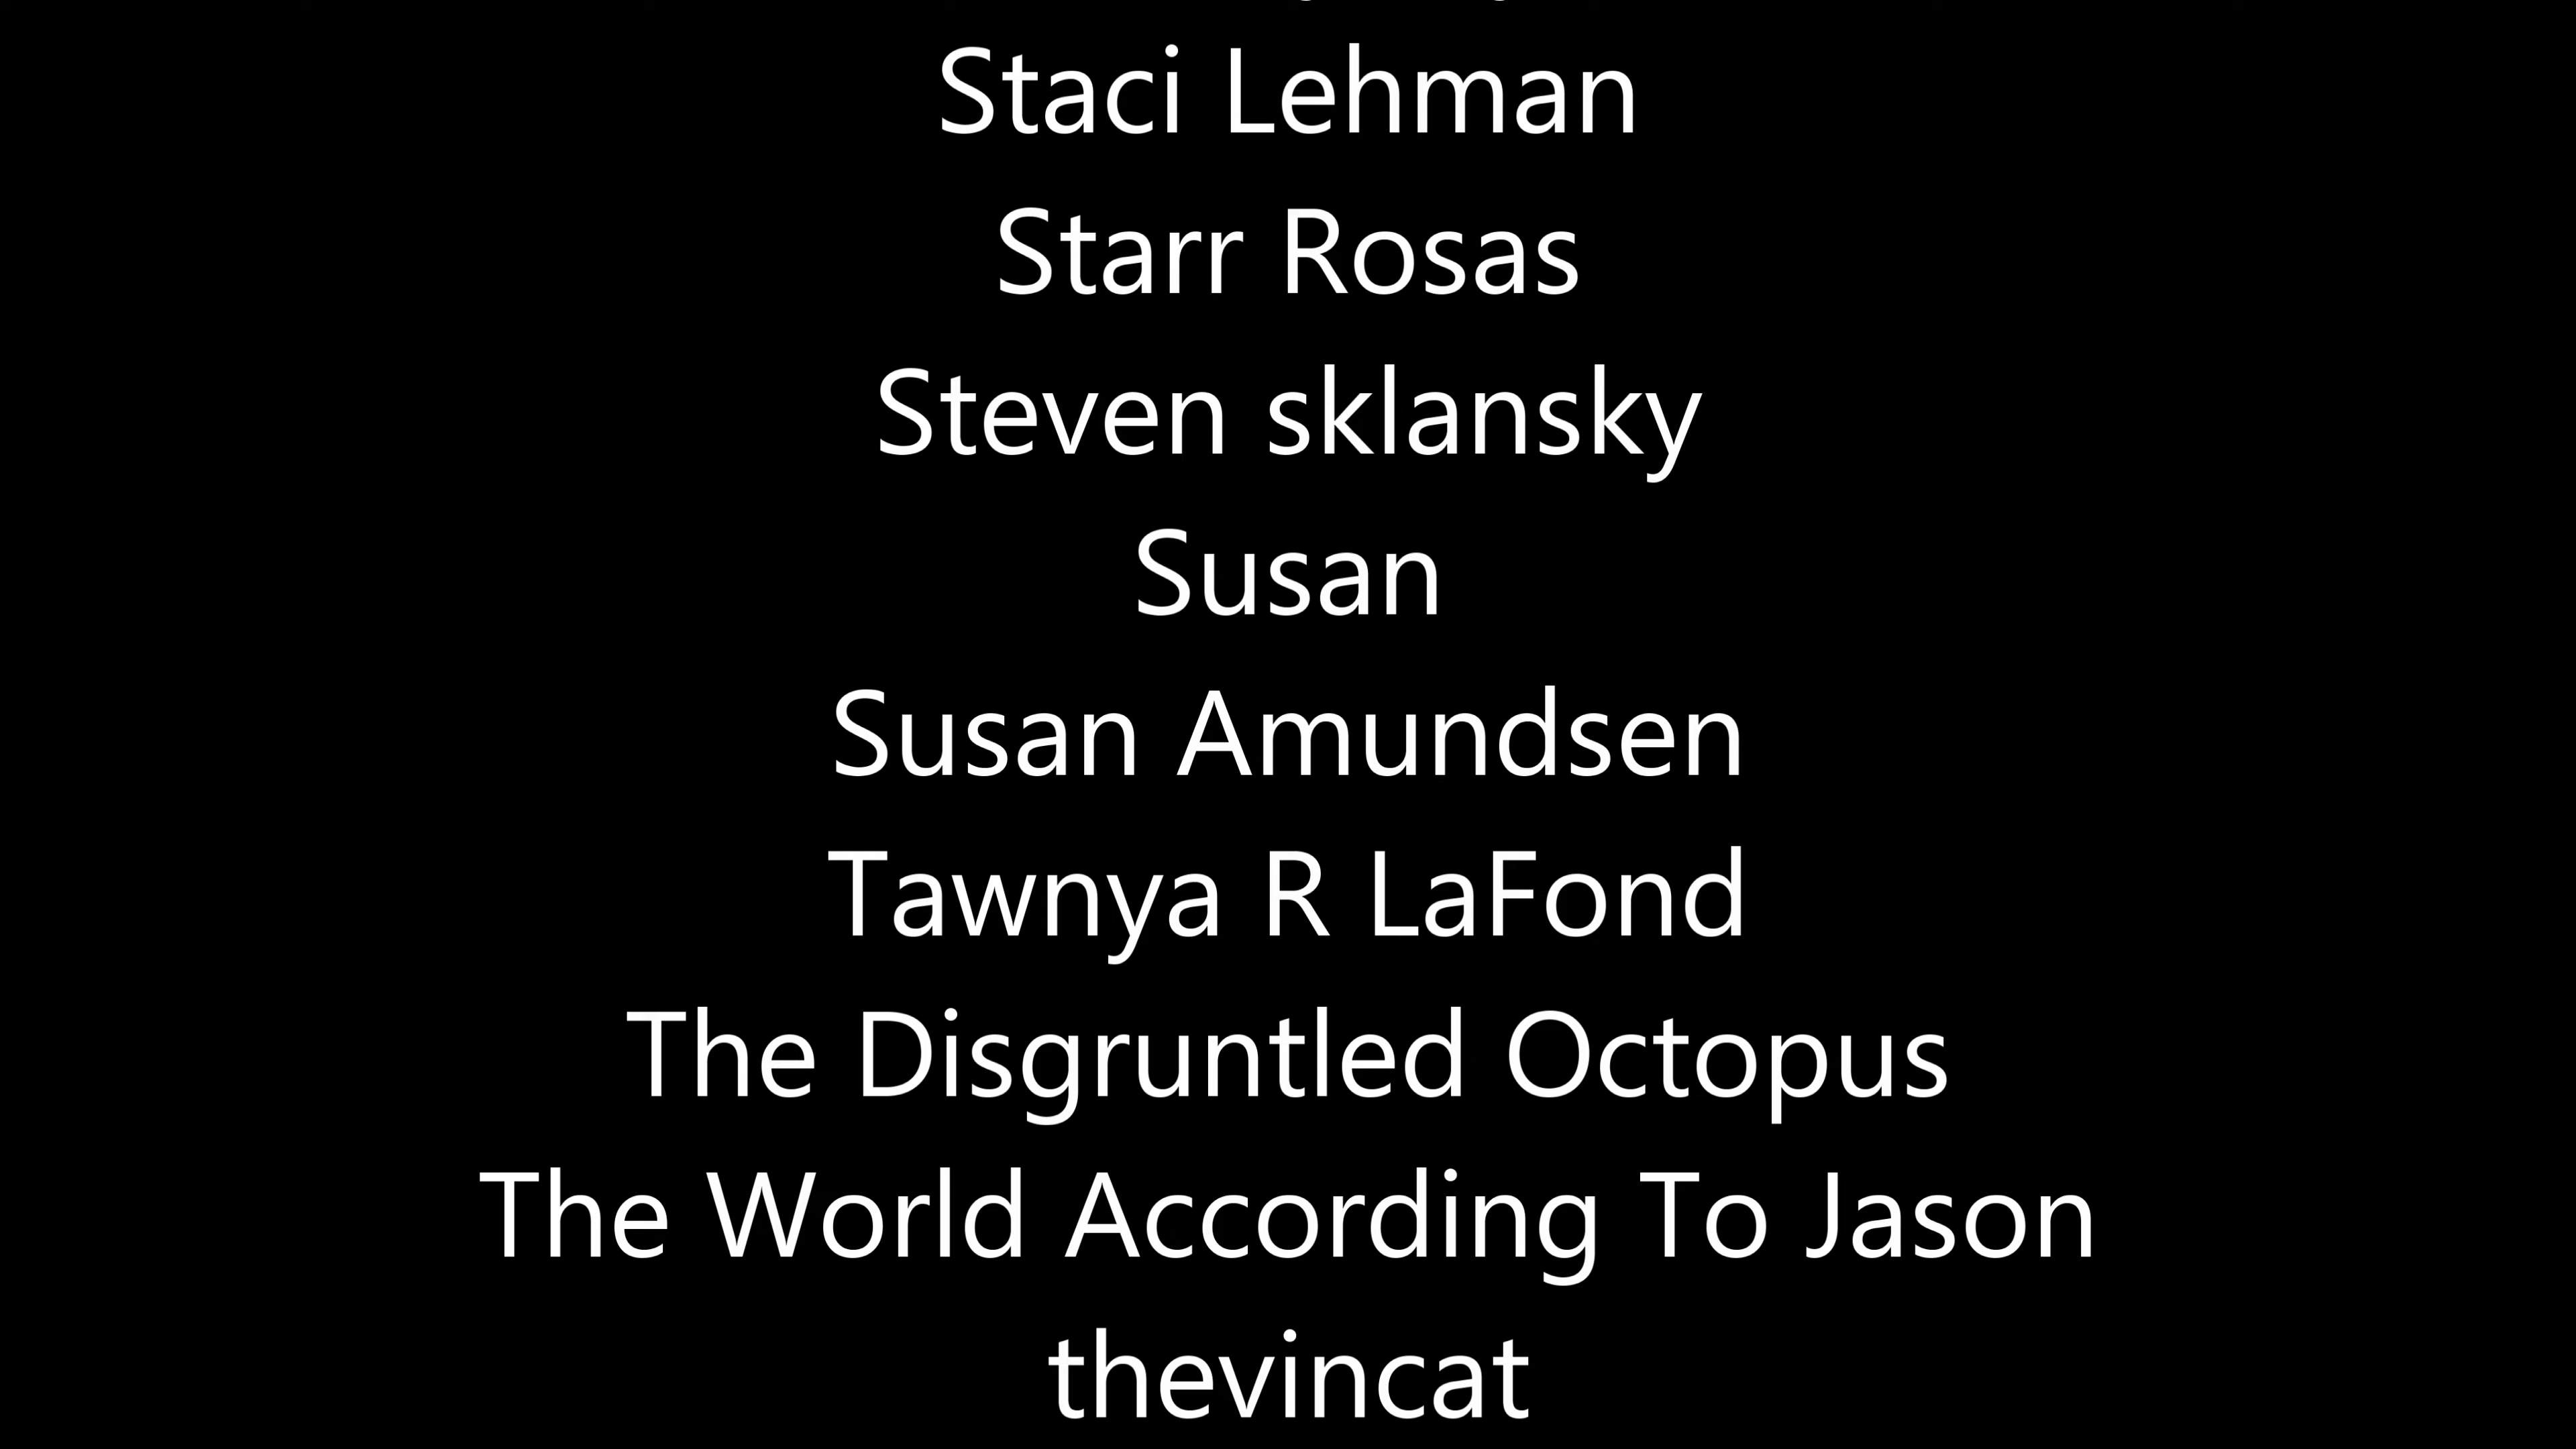 Staci Lehman
Starr Rosas
Steven sklansky
Susan
Susan Amundsen
Tawnya R LaFond
The Disgruntled Octopus
The World According To Jason
thevincat